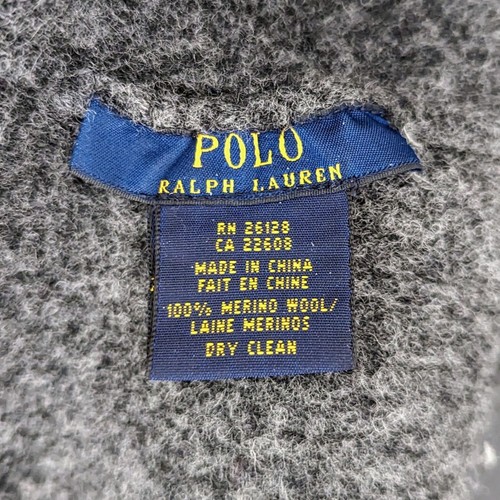 POLO
RALPH LAUREN
RN 26128
CA 22608
MADE IN CHINA
FAIT EN CHINE
100% MERINO WOOL/
LAINE MERINOS
DRY CLEAN